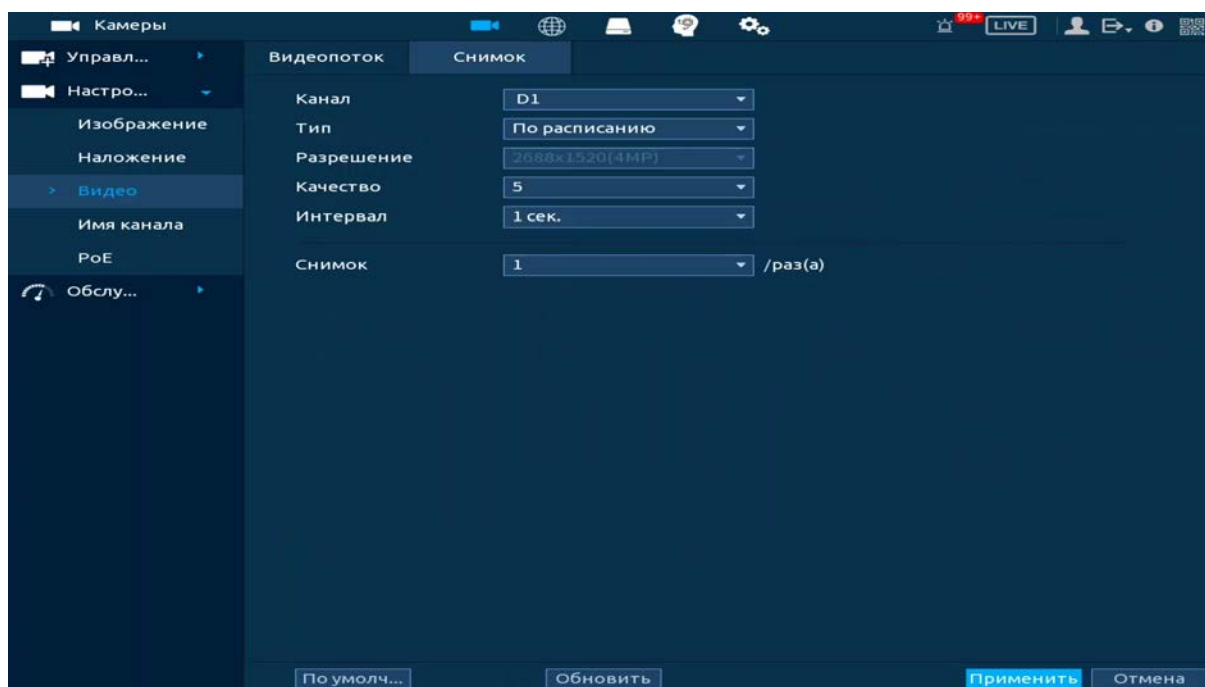 Камеры
99+
LIVE
Управл...
Настро...
Изображение
Наложение
> Видео
Имя канала
PoE
Обслу...
Видеопоток Снимок
Канал D1
Тип По расписанию
Разрешение 2688x1520(4MP)
Качество 5
Интервал 1 сек.
Снимок 1 /раз(а)
По умолч... Обновить Применить Отмена